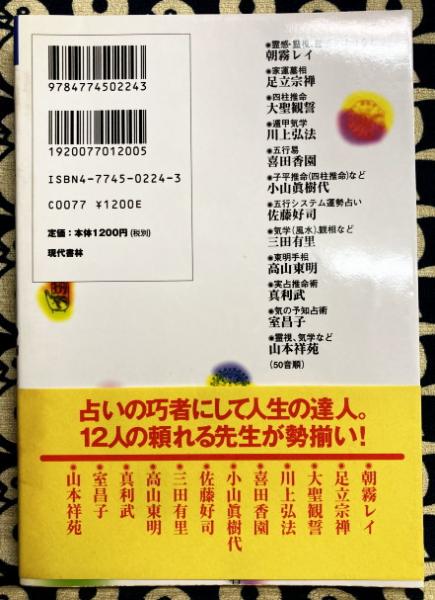 9784774502243
1920077012005
ISBN4-7745-0224-3
C0077 ¥1200E
定価：本体1200円(税別)
現代書林
●霊感・霊視、
朝霧レイ
●家運墓相
足立宗禅
●四柱推命
大聖観誓
●遁甲気学
川上弘法
●五行易
喜田香園
●子平推命(四柱推命)など
小山眞樹代
●五行システム運勢占い
佐藤好司
●気学(風水)、銀相など
三田有里
●東明手相
高山東明
●実占推命術
真利武
●気の予知占術
室昌子
●霊視、気学など
山本祥苑
(50音順)
占いの巧者にして人生の達人。
12人の頼れる先生が勢揃い！
●朝霧レイ
●足立宗禅
●大聖観誓
●川上弘法
●喜田香園
●小山眞樹代
●佐藤好司
●三田有里
●高山東明
●真利武
●室昌子
●山本祥苑